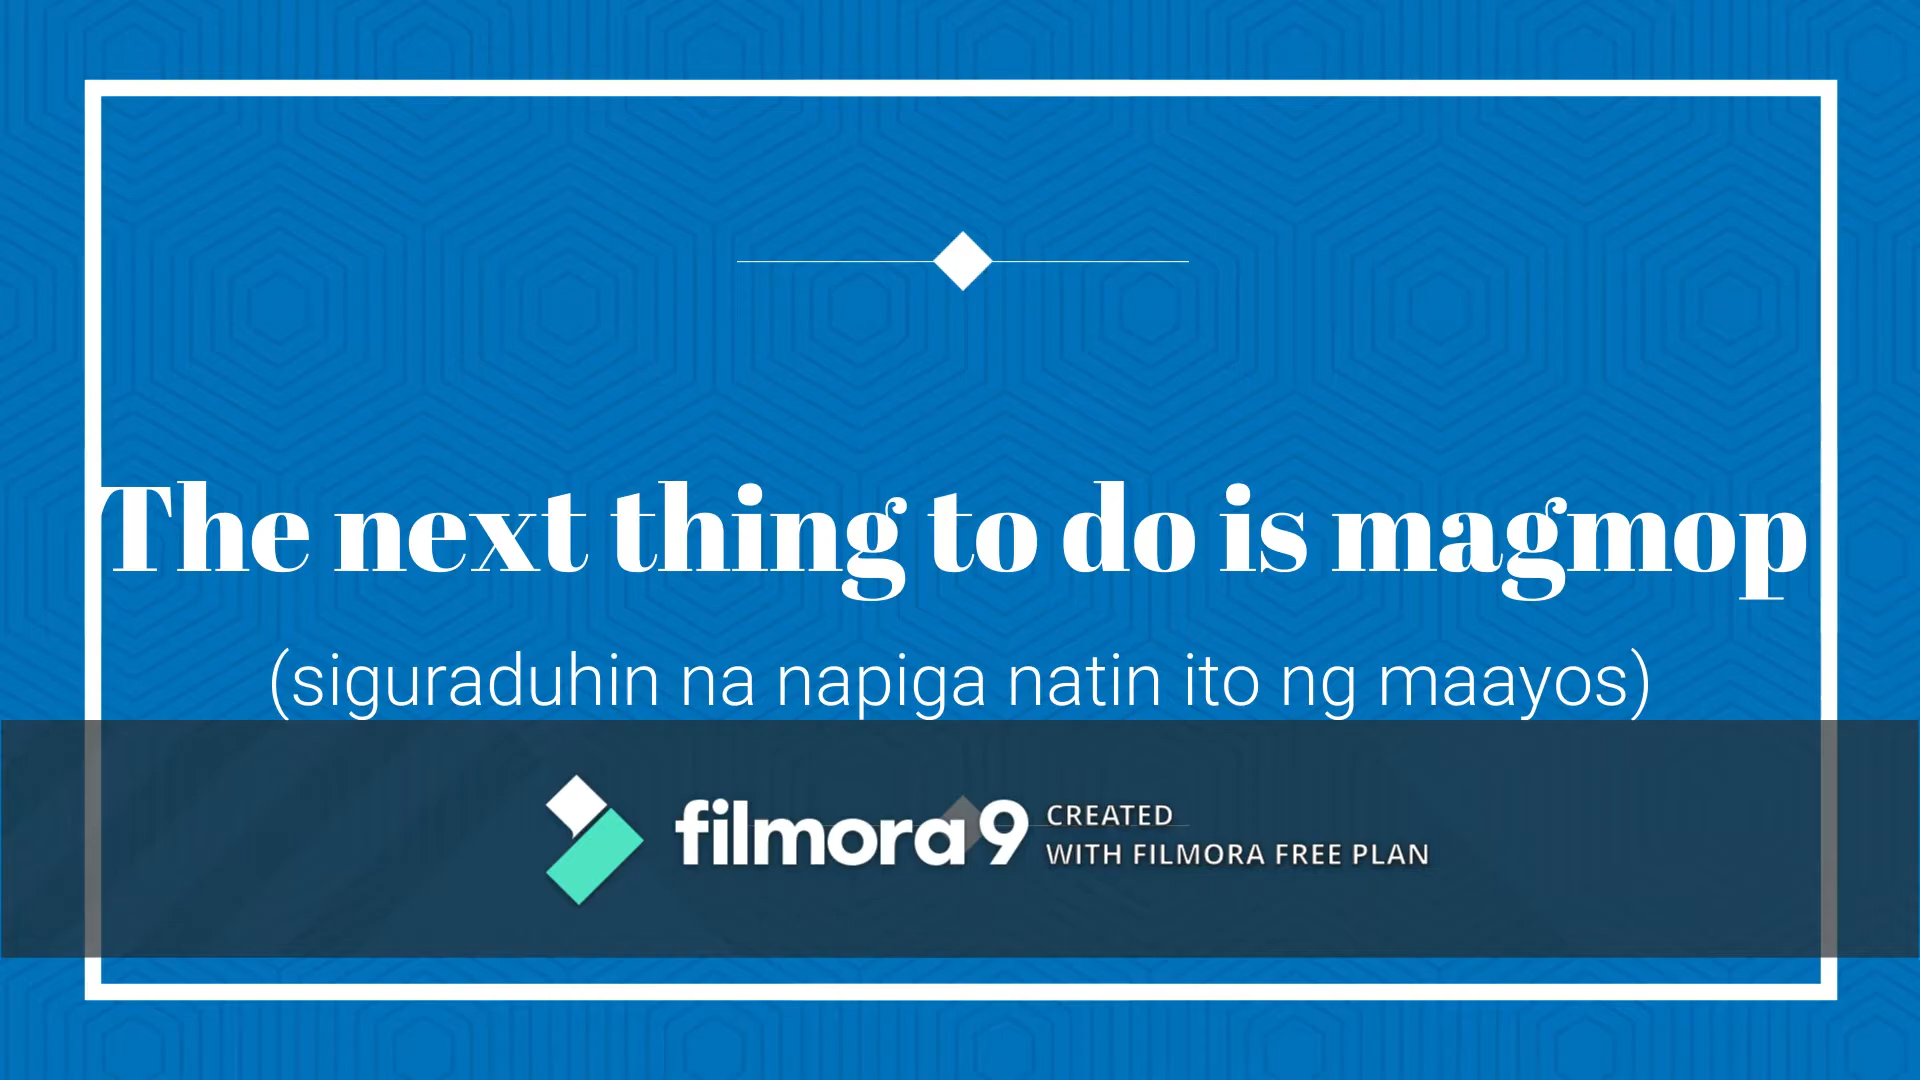 The next thing to do is magmop
(siguraduhin na napiga natin ito ng maayos)
filmora9
CREATED
WITH FILMORA FREE PLAN